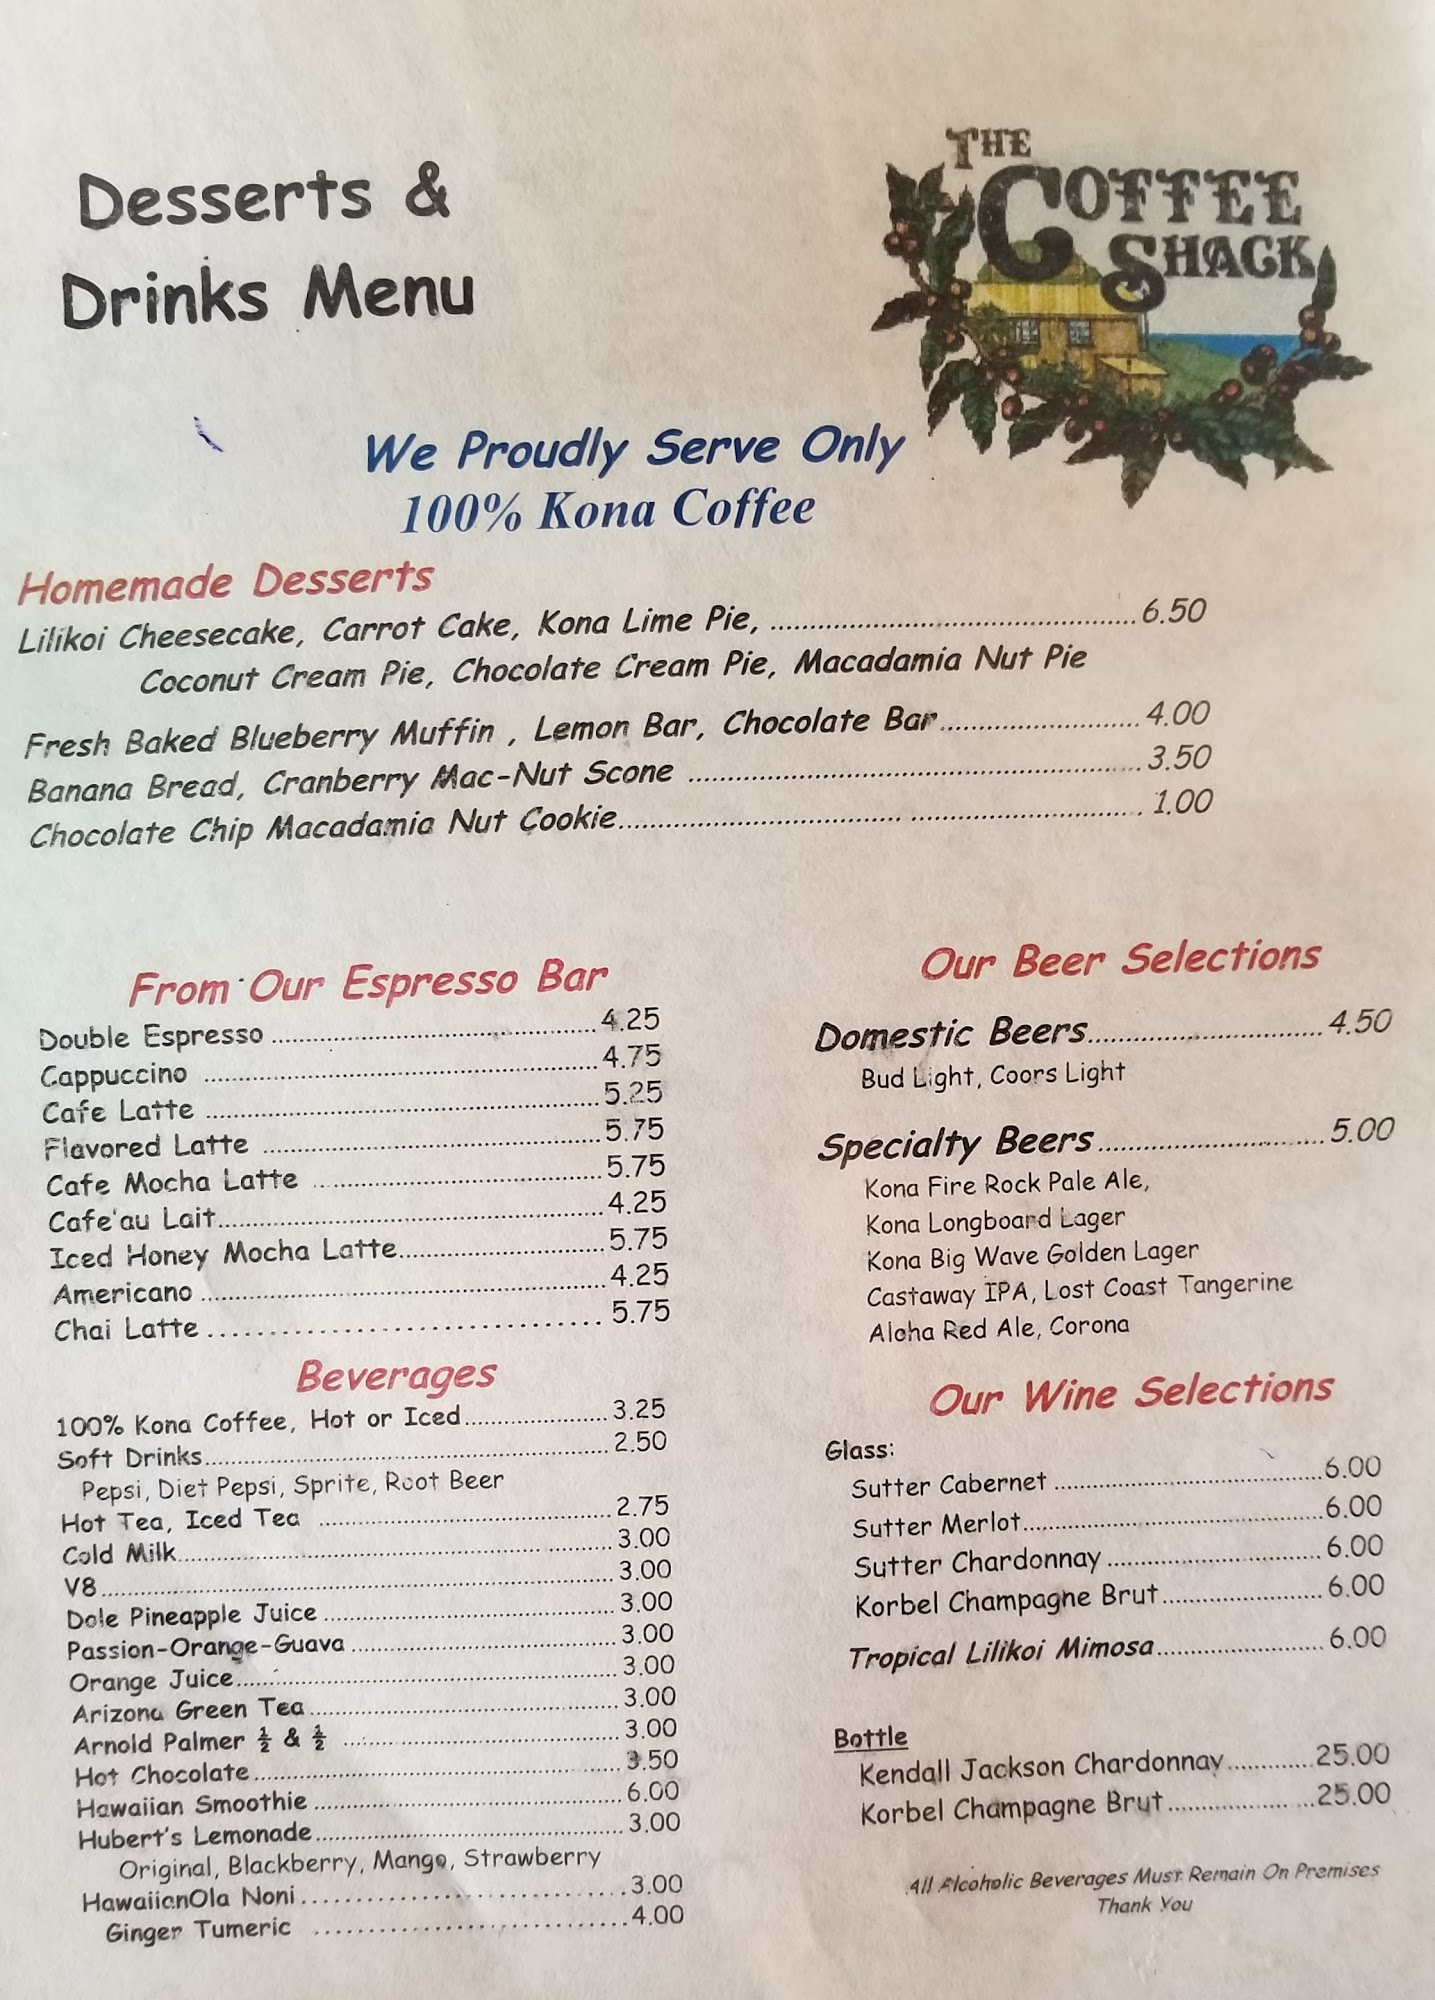 Desserts &
Drinks Menu
THE
COFFEE
SHACK
We Proudly Serve Only
100% Kona Coffee
Homemade Desserts
Lilikoi Cheesecake, Carrot Cake, Kona Lime Pie, ........................................ 6.50
Coconut Cream Pie, Chocolate Cream Pie, Macadamia Nut Pie
Fresh Baked Blueberry Muffin , Lemon Bar, Chocolate Bar........................ 4.00
Banana Bread, Cranberry Mac-Nut Scone .................................................. 3.50
Chocolate Chip Macadamia Nut Cookie............................... .......................... 1.00
From Our Espresso Bar
Double Espresso ........................................ 4.25
Cappuccino ................................................ 4.75
Cafe Latte ................................................ 5.25
Flavored Latte .......................................... 5.75
Cafe Mocha Latte .................................... 5.75
Cafe'au Lait............................................... 4.25
Iced Honey Mocha Latte......................... 5.75
Americano .................................................. 4.25
Chai Latte ................................ 5.75
Beverages
100% Kona Coffee, Hot or Iced.................. 3.25
Soft Drinks.................................................... 2.50
Pepsi, Diet Pepsi, Sprite, Root Beer
Hot Tea, Iced Tea ..................................... 2.75
Cold Milk....................................................... 3.00
V8................................................................. 3.00
Dole Pineapple Juice .................................... 3.00
Passion-Orange-Guava ................................. 3.00
Orange Juice................................................ 3.00
Arizona Green Tea....................................... 3.00
Arnold Palmer ½ & ½ ................................... 3.00
Hot Chocolate.............................................. 3.50
Hawaiian Smoothie ...................................... 6.00
Hubert's Lemonade...................................... 3.00
Original, Blackberry, Mango, Strawberry
HawaiianOla Noni........................... 3.00
Ginger Tumeric .......................... 4.00
Our Beer Selections
Domestic Beers.............................. 4.50
Bud Light, Coors Light
Specialty Beers............................. 5.00
Kona Fire Rock Pale Ale,
Kona Longboard Lager
Kona Big Wave Golden Lager
Castaway IPA, Lost Coast Tangerine
Aloha Red Ale, Corona
Our Wine Selections
Glass:
Sutter Cabernet .................................. 6.00
Sutter Merlot...................................... 6.00
Sutter Chardonnay ............................. 6.00
Korbel Champagne Brut..................... 6.00
Tropical Lilikoi Mimosa..................... 6.00
Bottle
Kendall Jackson Chardonnay........... 25.00
Korbel Champagne Brut................. ...25.00
All Alcoholic Beverages Must Remain On Premises
Thank You